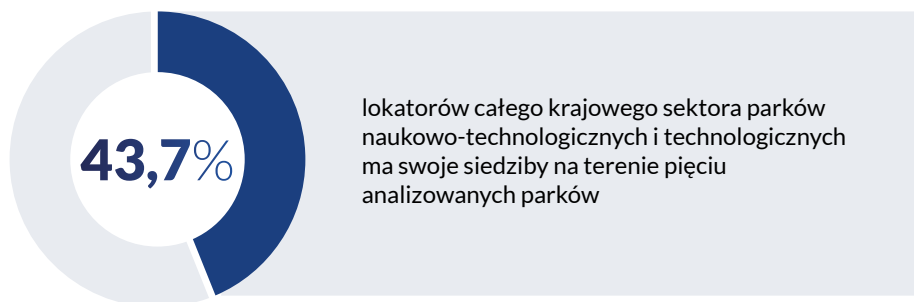 43,7%
lokatorów całego krajowego sektora parków
naukowo-technologicznych i technologicznych
ma swoje siedziby na terenie pięciu
analizowanych parków